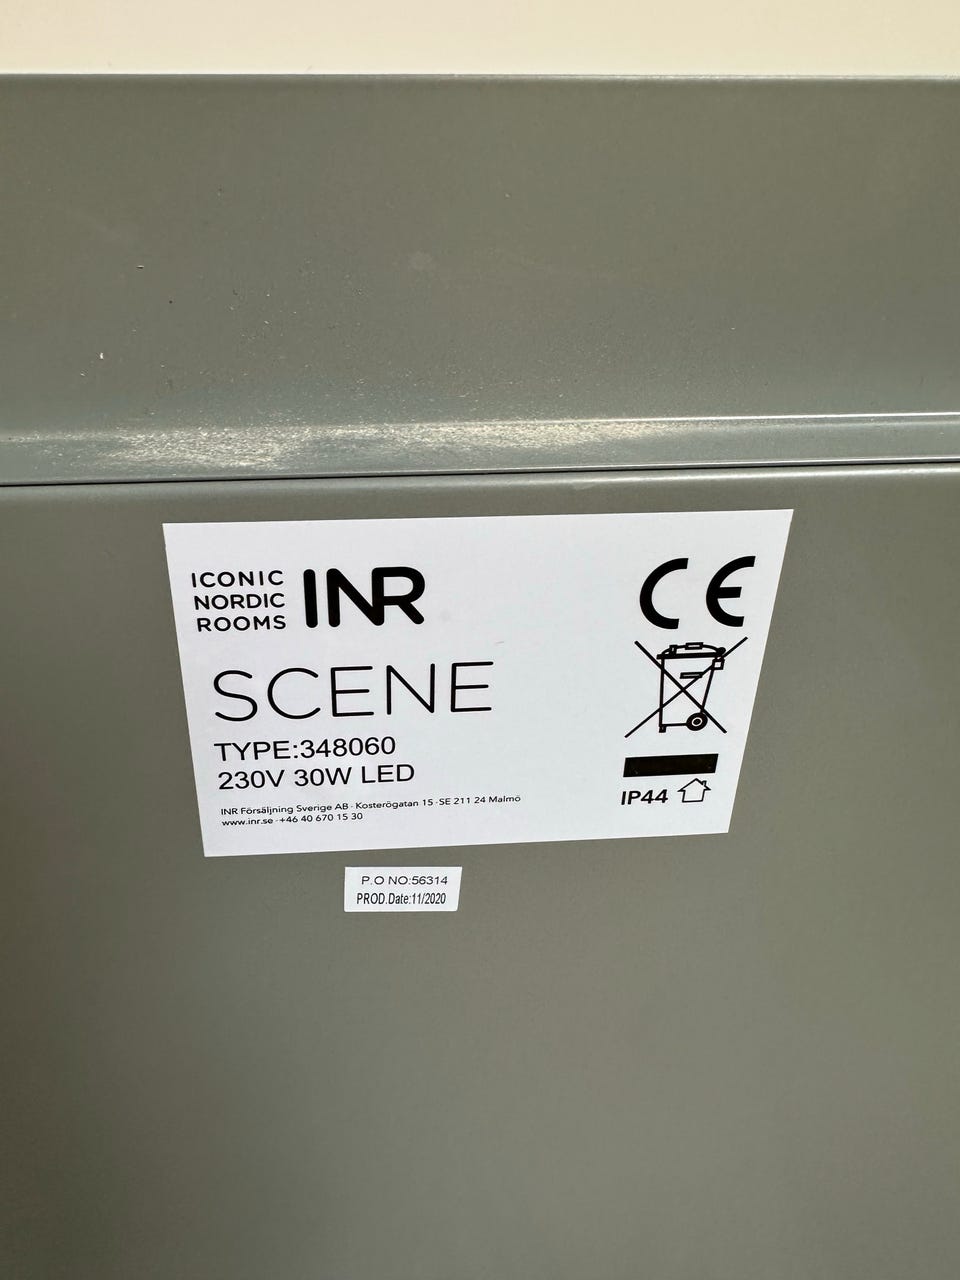 ICONIC
NORDIC
ROOMS
INR
CE
SCENE
TYPE:348060
230V 30W LED
IP44
INR Försäljning Sverige AB · Kosterögatan 15 · SE 211 24 Malmö
www.inr.se · +46 40 670 15 30
P.O NO:56314
PROD.Date:11/2020